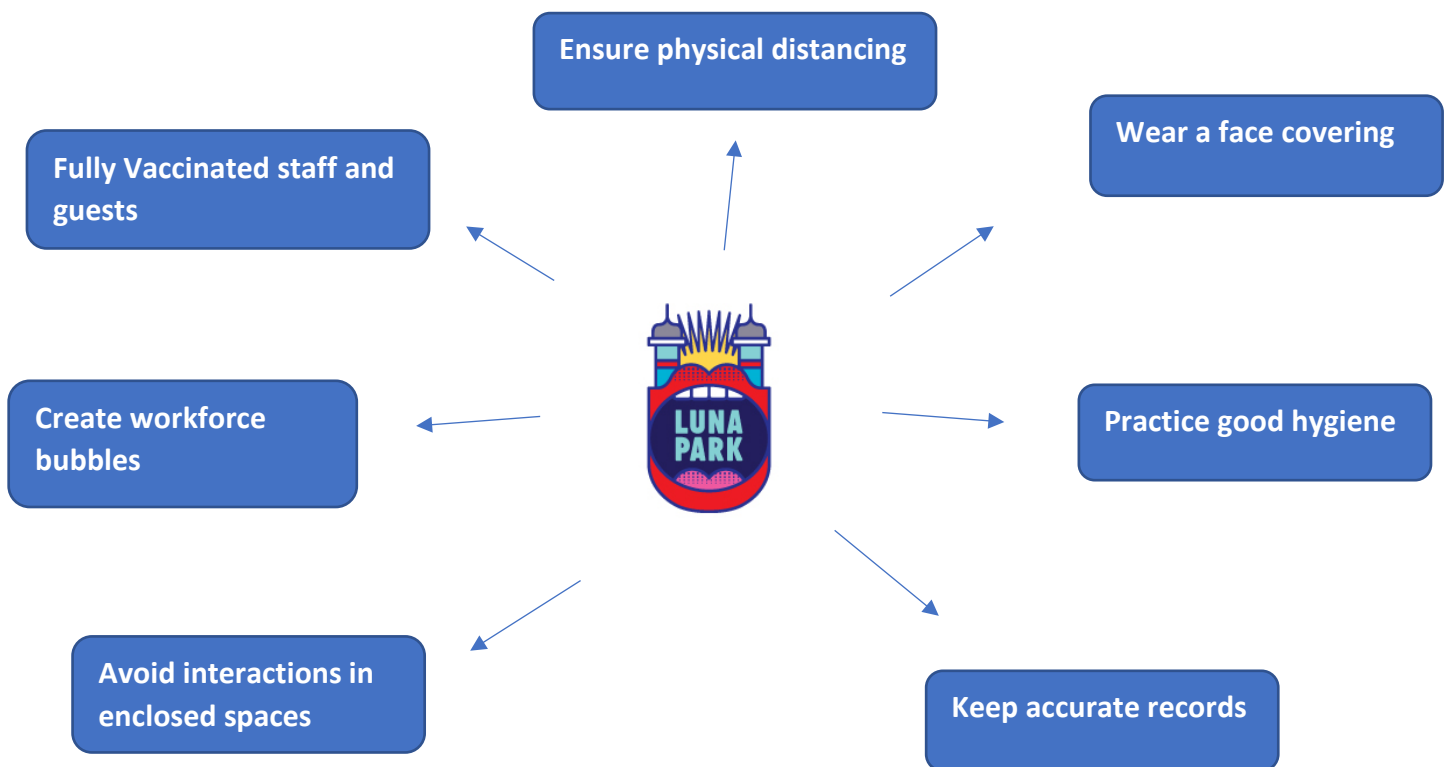 Ensure physical distancing
Wear a face covering
Fully Vaccinated staff and
guests
LUNA
PARK
Create workforce
bubbles
Practice good hygiene
Avoid interactions in
enclosed spaces
Keep accurate records